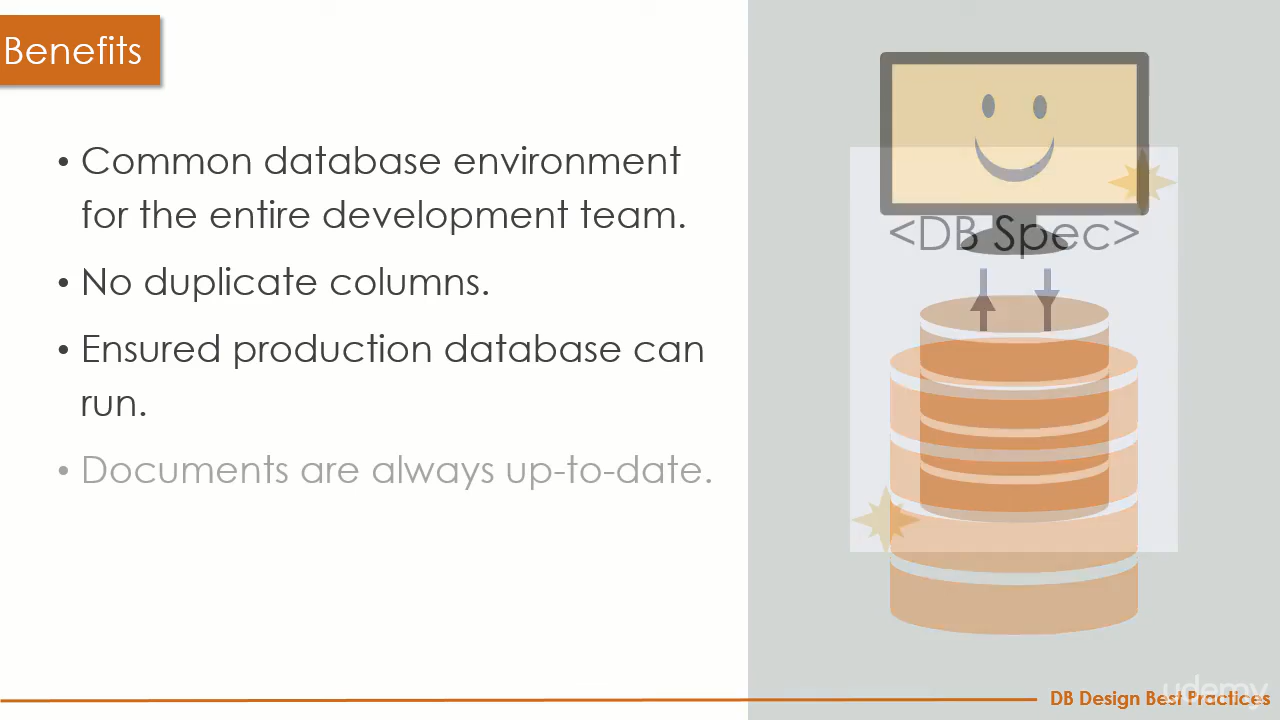 Benefits
• Common database environment
for the entire development team.
• No duplicate columns.
• Ensured production database can
run.
• Documents are always up-to-date.
<DB Spec>
DB Design Best Practices
udemy